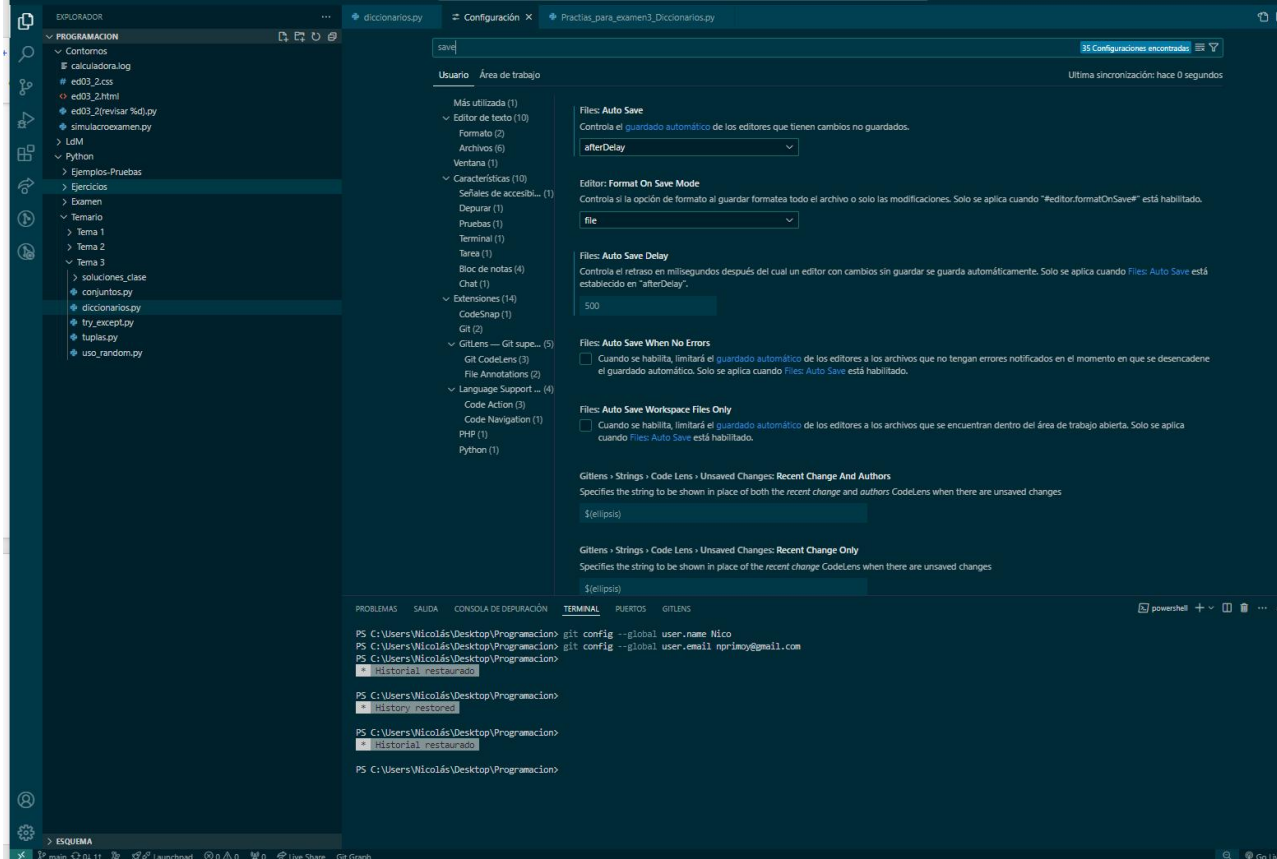 EXPLORADOR
PROGRAMACION
Contornos
calculadora.log
ed03_2.css
ed03_2.html
ed03_2(revisar %d).py
simulacroexamen.py
LdM
Python
Ejemplos-Pruebas
Ejercicios
Examen
Temario
Tema 1
Tema 2
Tema 3
soluciones_clase
conjuntos.py
diccionarios.py
try_except.py
tuplas.py
uso_random.py
ESQUEMA
diccionarios.py
Configuración
Practias_para_examen3_Diccionarios.py
save
35 Configuraciones encontradas
Usuario Área de trabajo
Ultima sincronización: hace 0 segundos
Más utilizada (1)
Editor de texto (10)
Formato (2)
Archivos (6)
Ventana (1)
Características (10)
Señales de accesibi... (1)
Depurar (1)
Pruebas (1)
Terminal (1)
Tarea (1)
Bloc de notas (4)
Chat (1)
Extensiones (14)
CodeSnap (1)
Git (2)
GitLens — Git supe... (5)
Git CodeLens (3)
File Annotations (2)
Language Support ... (4)
Code Action (3)
Code Navigation (1)
PHP (1)
Python (1)
Files: Auto Save
Controla el guardado automático de los editores que tienen cambios no guardados.
afterDelay
Editor: Format On Save Mode
Controla si la opción de formato al guardar formatea todo el archivo o solo las modificaciones. Solo se aplica cuando "#editor.formatOnSave#" está habilitado.
file
Files: Auto Save Delay
Controla el retraso en milisegundos después del cual un editor con cambios sin guardar se guarda automáticamente. Solo se aplica cuando Files: Auto Save está
establecido en "afterDelay".
500
Files: Auto Save When No Errors
Cuando se habilita, limitará el guardado automático de los editores a los archivos que no tengan errores notificados en el momento en que se desencadene
el guardado automático. Solo se aplica cuando Files: Auto Save está habilitado.
Files: Auto Save Workspace Files Only
Cuando se habilita, limitará el guardado automático de los editores a los archivos que se encuentran dentro del área de trabajo abierta. Solo se aplica
cuando Files: Auto Save está habilitado.
Gitlens › Strings › Code Lens › Unsaved Changes: Recent Change And Authors
Specifies the string to be shown in place of both the recent change and authors CodeLens when there are unsaved changes
$(ellipsis)
Gitlens › Strings › Code Lens › Unsaved Changes: Recent Change Only
Specifies the string to be shown in place of the recent change CodeLens when there are unsaved changes
$(ellipsis)
PROBLEMAS SALIDA CONSOLA DE DEPURACIÓN TERMINAL PUERTOS GITLENS
powershell
PS C:\Users\Nicolás\Desktop\Programacion> git config --global user.name Nico
PS C:\Users\Nicolás\Desktop\Programacion> git config --global user.email nprimoy@gmail.com
PS C:\Users\Nicolás\Desktop\Programacion>
* Historial restaurado
PS C:\Users\Nicolás\Desktop\Programacion>
* History restored
PS C:\Users\Nicolás\Desktop\Programacion>
* Historial restaurado
PS C:\Users\Nicolás\Desktop\Programacion>
main 0↓ 1↑ Launchpad 0 0 0 Live Share Git Graph